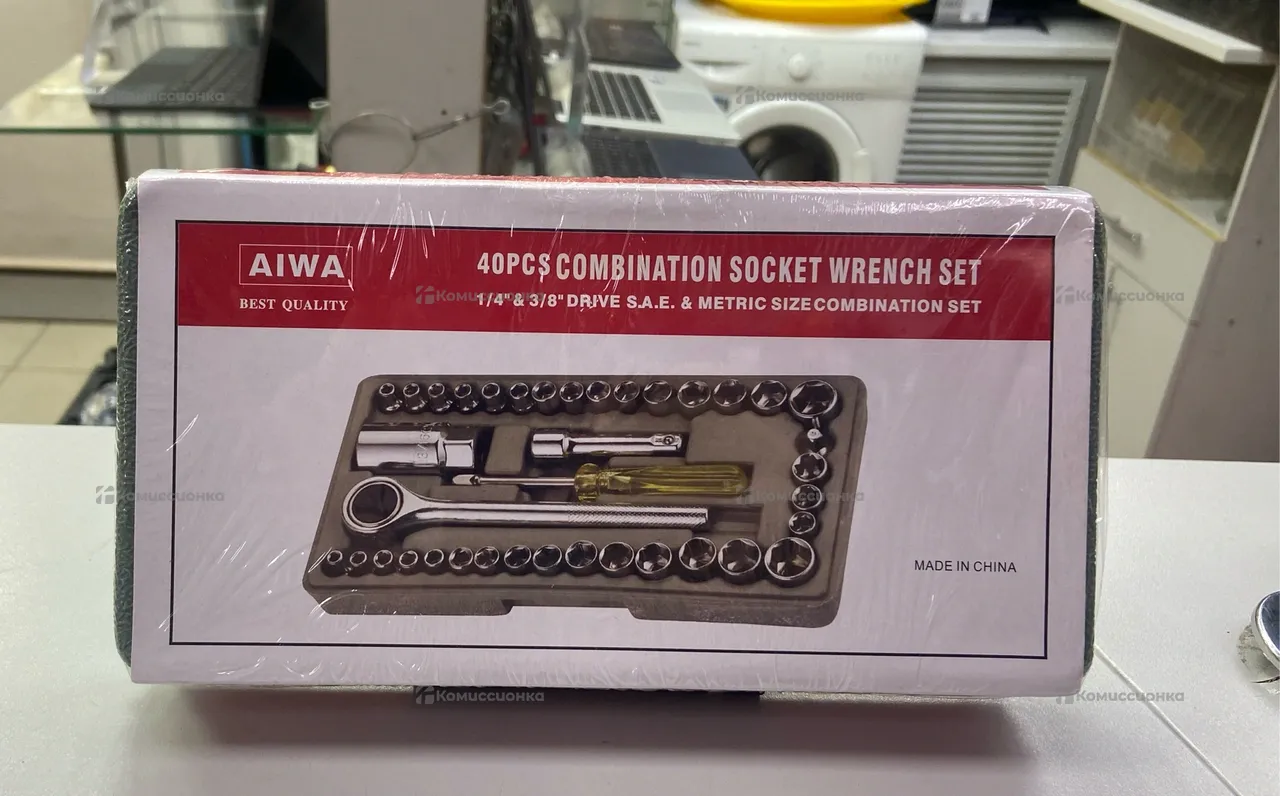 Комиссионка
Комиссионка
AIWA
BEST QUALITY
40PCS COMBINATION SOCKET WRENCH SET
1/4" & 3/8" DRIVE S.A.E. & METRIC SIZE COMBINATION SET
Комиссионка
Комиссионка
Комиссионка
Комиссионка
MADE IN CHINA
Комиссионка
Комиссионка